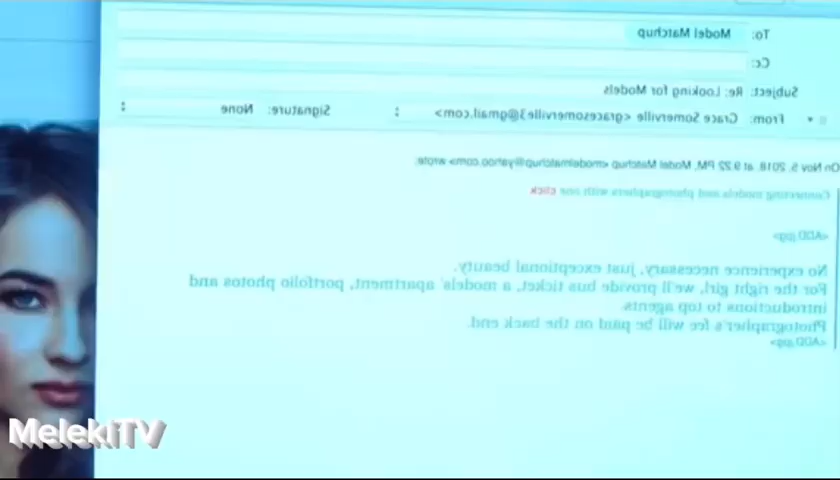 To: Model Matchup
Cc:
Subject: Re: Looking for Models
From: Grace Somerville <gracesomerville3@gmail.com> Signature: None
On Nov 5, 2018, at 9:22 PM, Model Matchup <modelmatchup@yahoo.com> wrote:
Connecting models and photographers with one click
<ADD.jpg>
No experience necessary, just exceptional beauty.
For the right girl, we'll provide bus ticket, a models' apartment, portfolio photos and
introductions to top agents.
Photographer's fee will be paid on the back end.
<ADD.jpg>
MelekiTV